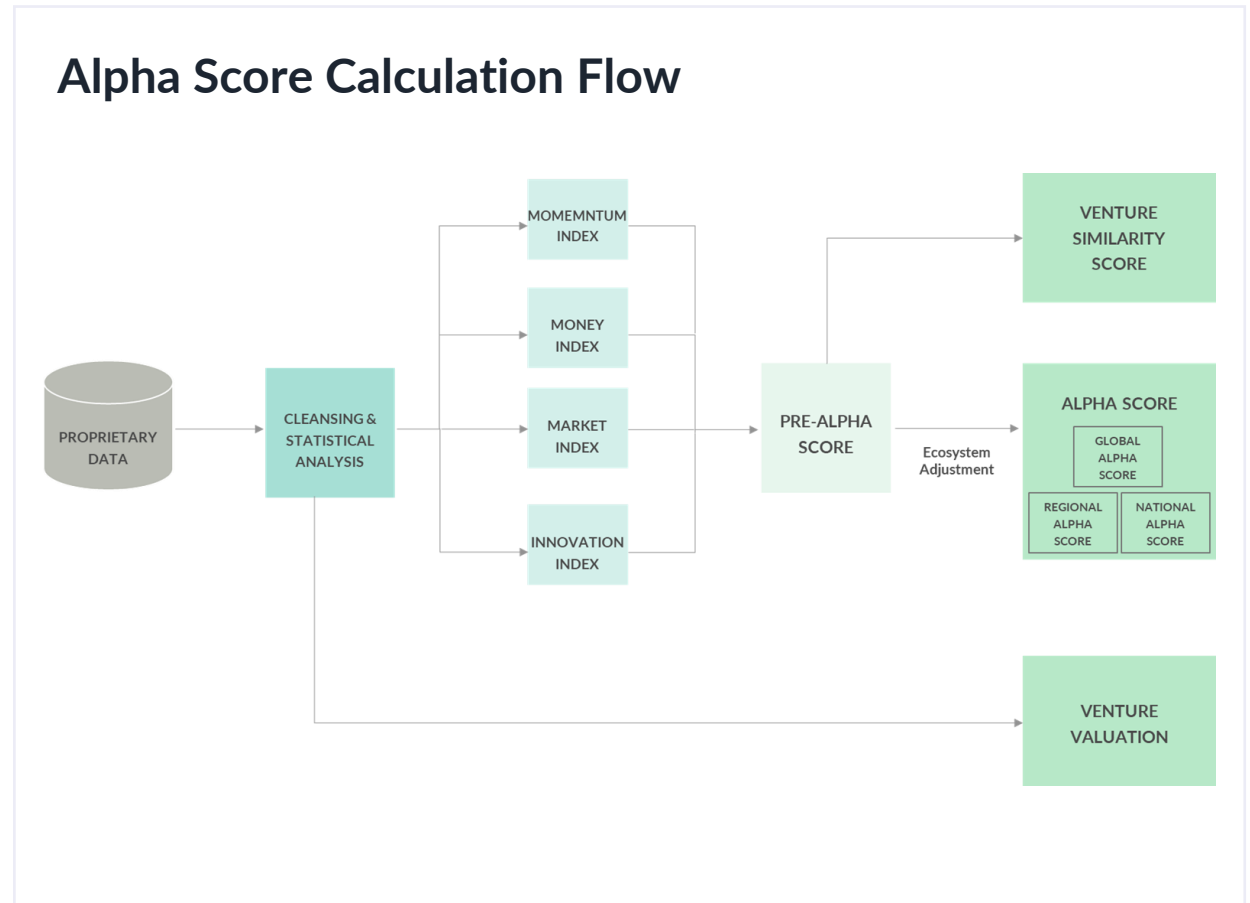 Alpha Score Calculation Flow
PROPRIETARY
DATA
CLEANSING &
STATISTICAL
ANALYSIS
MOMEMNTUM
INDEX
MONEY
INDEX
MARKET
INDEX
INNOVATION
INDEX
PRE-ALPHA
SCORE
Ecosystem
Adjustment
VENTURE
SIMILARITY
SCORE
ALPHA SCORE
GLOBAL
ALPHA
SCORE
REGIONAL
ALPHA
SCORE
NATIONAL
ALPHA
SCORE
VENTURE
VALUATION